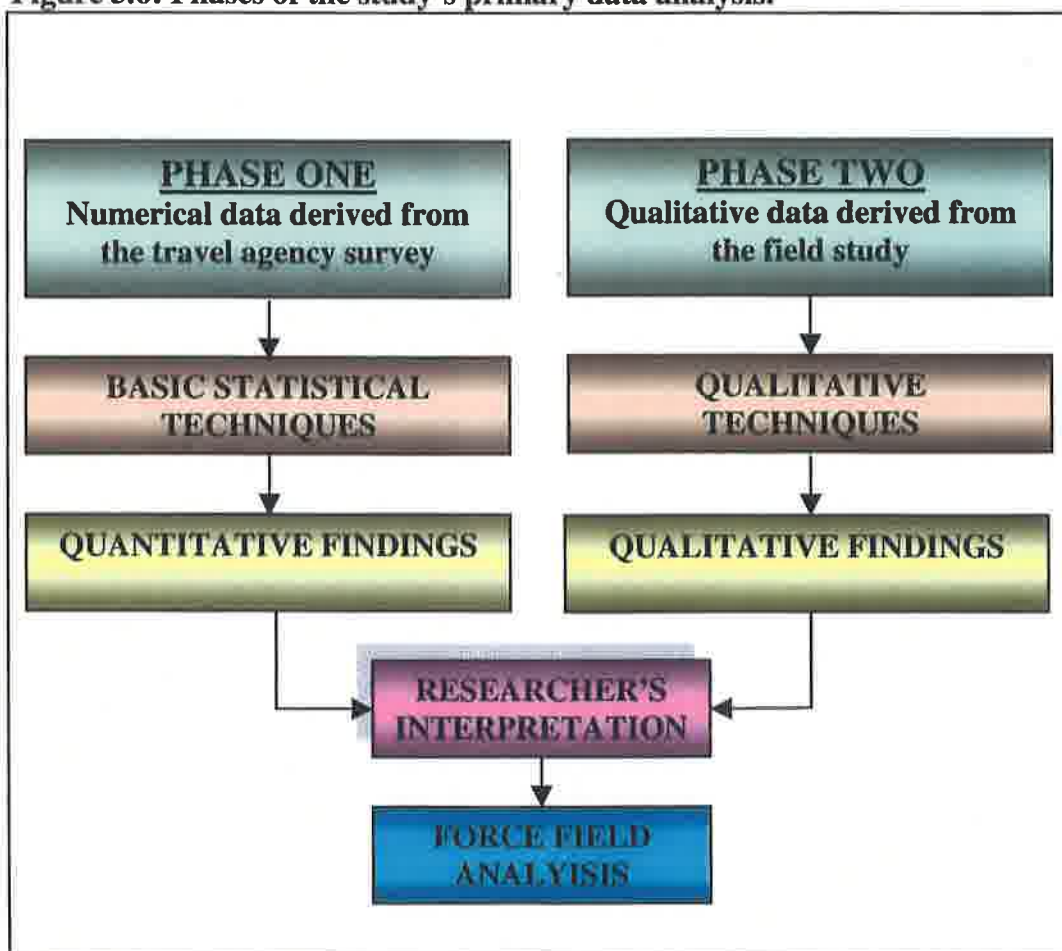 Figure 3.6: Phases of the study's primary data analysis.
PHASE ONE
Numerical data derived from
the travel agency survey
PHASE TWO
Qualitative data derived from
the field study
BASIC STATISTICAL
TECHNIQUES
QUALITATIVE
TECHNIQUES
QUANTITATIVE FINDINGS
QUALITATIVE FINDINGS
RESEARCHER'S
INTERPRETATION
FORCE FIELD
ANALYISIS